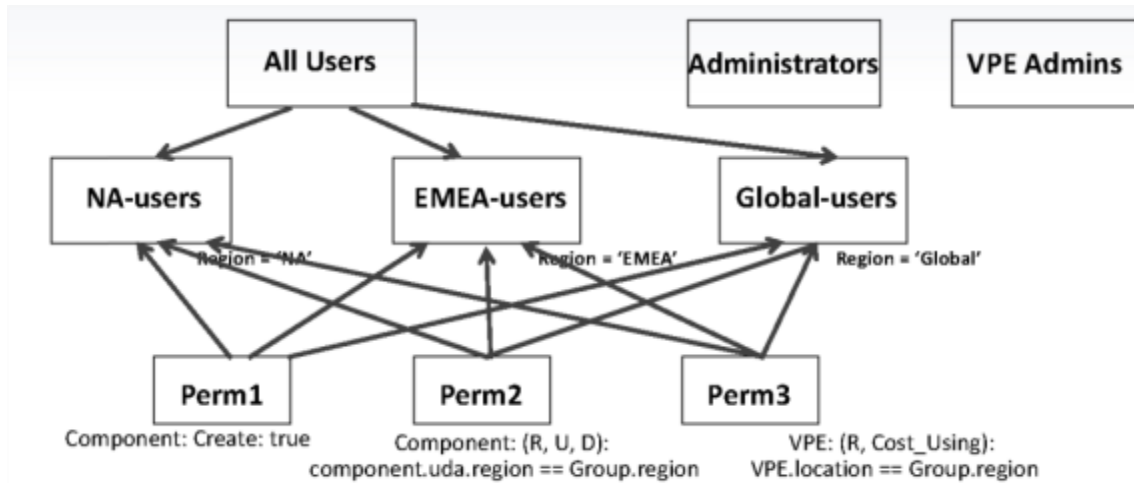 All Users
Administrators
VPE Admins
NA-users
EMEA-users
Global-users
Region = 'NA'
Region = 'EMEA'
Region = 'Global'
Perm1
Perm2
Perm3
Component: Create: true
Component: (R, U, D):
component.uda.region == Group.region
VPE: (R, Cost_Using):
VPE.location == Group.region